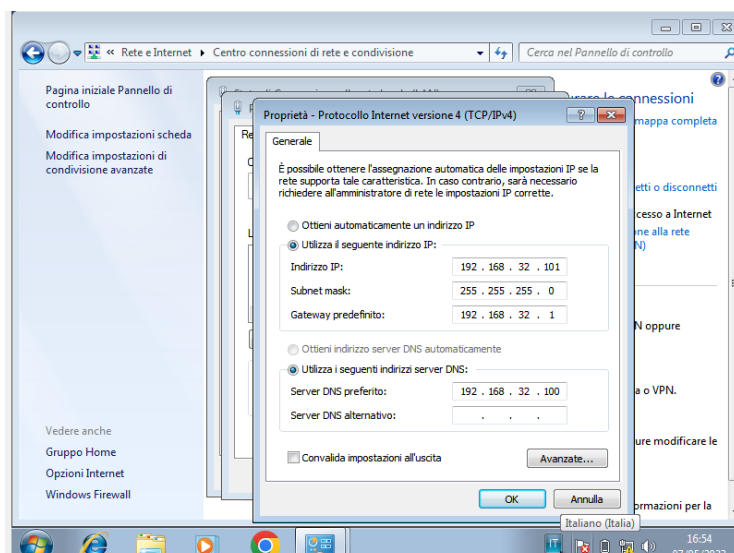 « Rete e Internet
Centro connessioni di rete e condivisione
Cerca nel Pannello di controllo
Pagina iniziale Pannello di
controllo
Modifica impostazioni scheda
Modifica impostazioni di
condivisione avanzate
Vedere anche
Gruppo Home
Opzioni Internet
Windows Firewall
Proprietà - Protocollo Internet versione 4 (TCP/IPv4)
Generale
È possibile ottenere l'assegnazione automatica delle impostazioni IP se la
rete supporta tale caratteristica. In caso contrario, sarà necessario
richiedere all'amministratore di rete le impostazioni IP corrette.
Ottieni automaticamente un indirizzo IP
Utilizza il seguente indirizzo IP:
Indirizzo IP: 192 . 168 . 32 . 101
Subnet mask: 255 . 255 . 255 . 0
Gateway predefinito: 192 . 168 . 32 . 1
Ottieni indirizzo server DNS automaticamente
Utilizza i seguenti indirizzi server DNS:
Server DNS preferito: 192 . 168 . 32 . 100
Server DNS alternativo: . . .
Convalida impostazioni all'uscita
Avanzate...
OK
Annulla
connessioni
mappa completa
etti o disconnetti
cesso a Internet
ne alla rete
N)
N oppure
a o VPN.
ure modificare le
ormazioni per la
Italiano (Italia)
IT
16:54